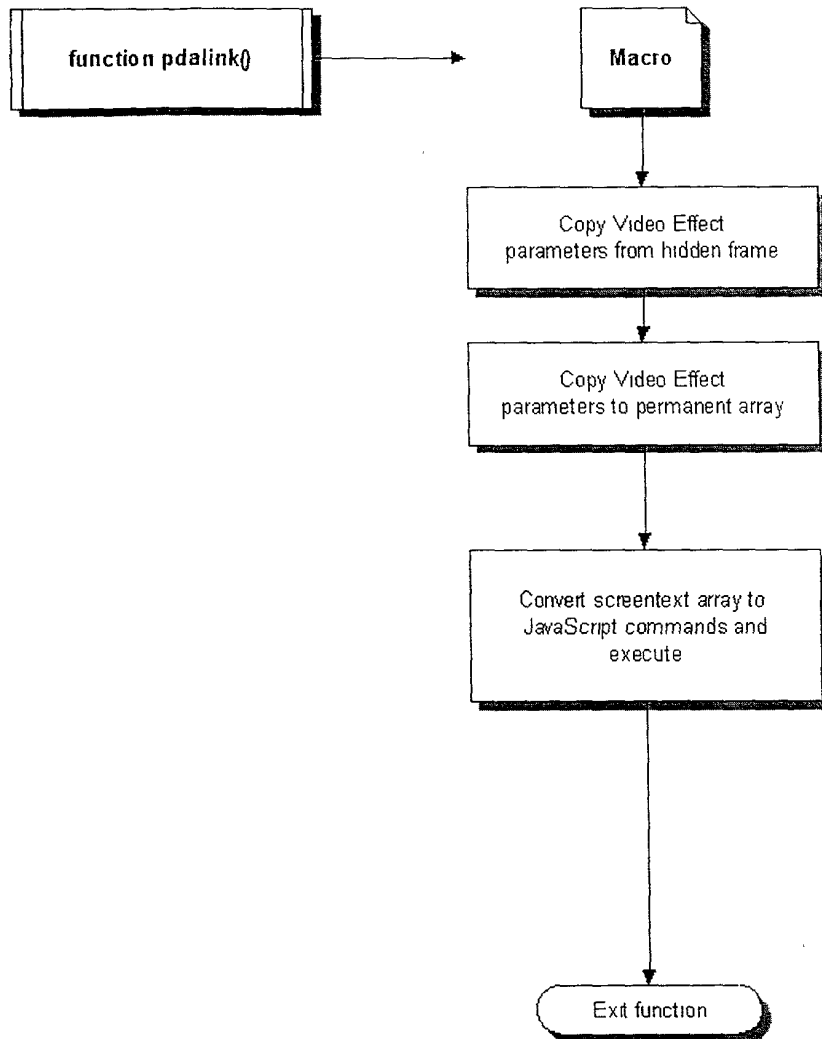 function pdalink()
Macro
Copy Video Effect
parameters from hidden frame
Copy Video Effect
parameters to permanent array
Convert screentext array to
JavaScript commands and
execute
Exit function